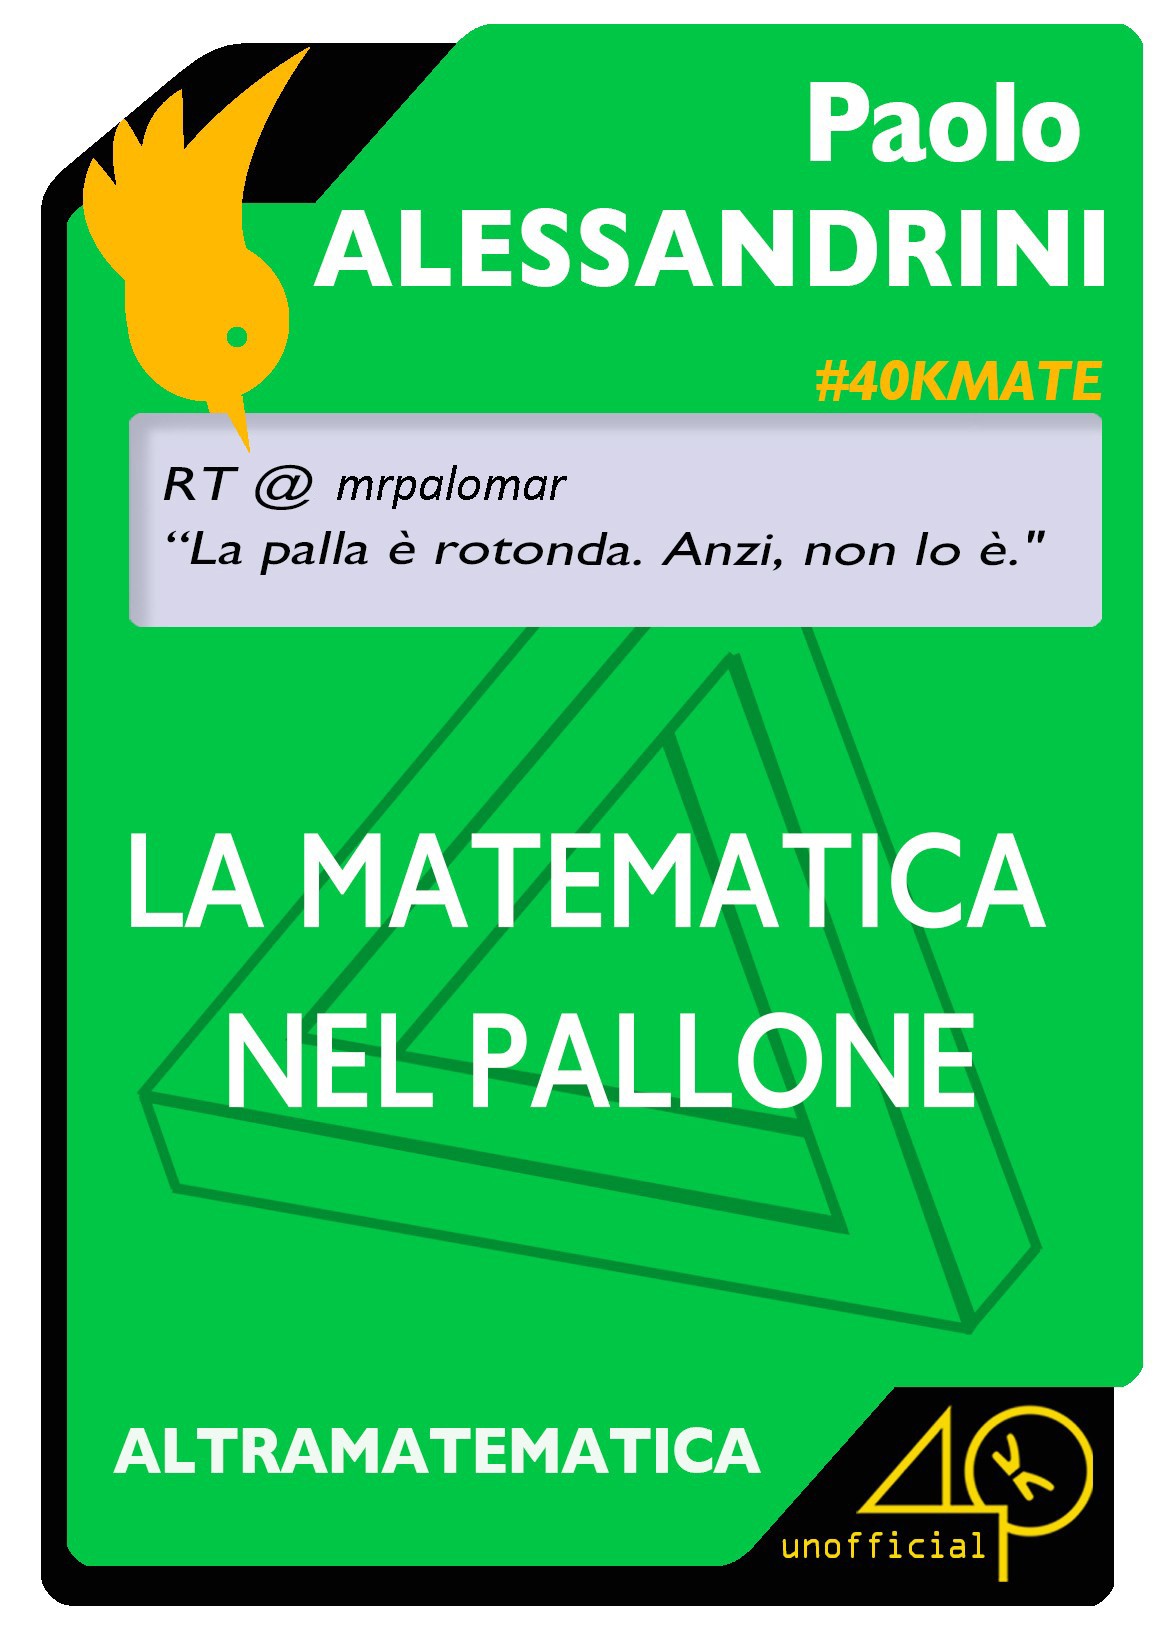 Paolo
ALESSANDRINI
#40KMATE
RT @ mrpalomar
“La palla è rotonda. Anzi, non lo è."
LA MATEMATICA
NEL PALLONE
ALTRAMATEMATICA
40K
unofficial